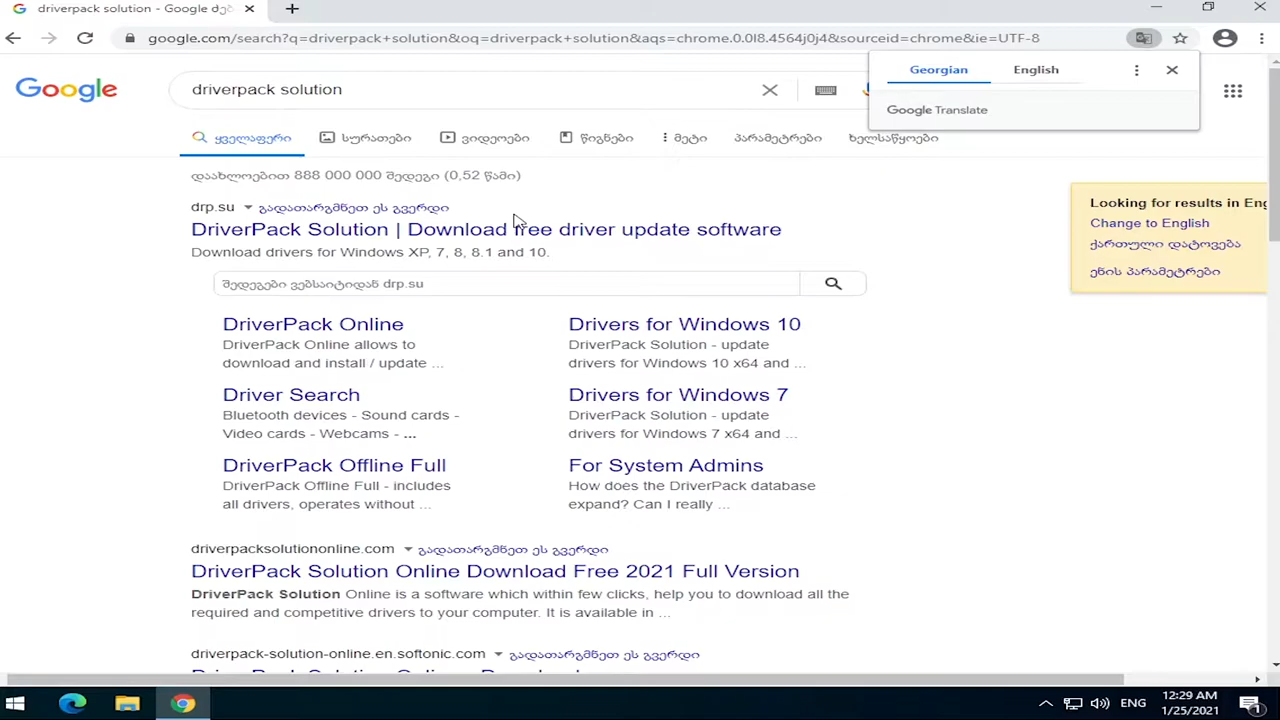 driverpack solution - Google ძებ
google.com/search?q=driverpack+solution&oq=driverpack+solution&aqs=chrome.0.0l8.4564j0j4&sourceid=chrome&ie=UTF-8
Georgian English
Google Translate
Google
driverpack solution
ყველაფერი სურათები ვიდეოები წიგნები მეტი პარამეტრები ხელსაწყოები
დაახლოებით 888 000 000 შედეგი (0,52 წამი)
Looking for results in Eng
Change to English
ქართული დატოვება
ენის პარამეტრები
drp.su გადათარგმნეთ ეს გვერდი
DriverPack Solution | Download free driver update software
Download drivers for Windows XP, 7, 8, 8.1 and 10.
შედეგები ვებსაიტიდან drp.su
DriverPack Online
DriverPack Online allows to
download and install / update ...
Drivers for Windows 10
DriverPack Solution - update
drivers for Windows 10 x64 and ...
Driver Search
Bluetooth devices - Sound cards -
Video cards - Webcams - ...
Drivers for Windows 7
DriverPack Solution - update
drivers for Windows 7 x64 and ...
DriverPack Offline Full
DriverPack Offline Full - includes
all drivers, operates without ...
For System Admins
How does the DriverPack database
expand? Can I really ...
driverpacksolutiononline.com გადათარგმნეთ ეს გვერდი
DriverPack Solution Online Download Free 2021 Full Version
DriverPack Solution Online is a software which within few clicks, help you to download all the
required and competitive drivers to your computer. It is available in ...
driverpack-solution-online.en.softonic.com გადათარგმნეთ ეს გვერდი
ENG
12:29 AM
1/25/2021
1